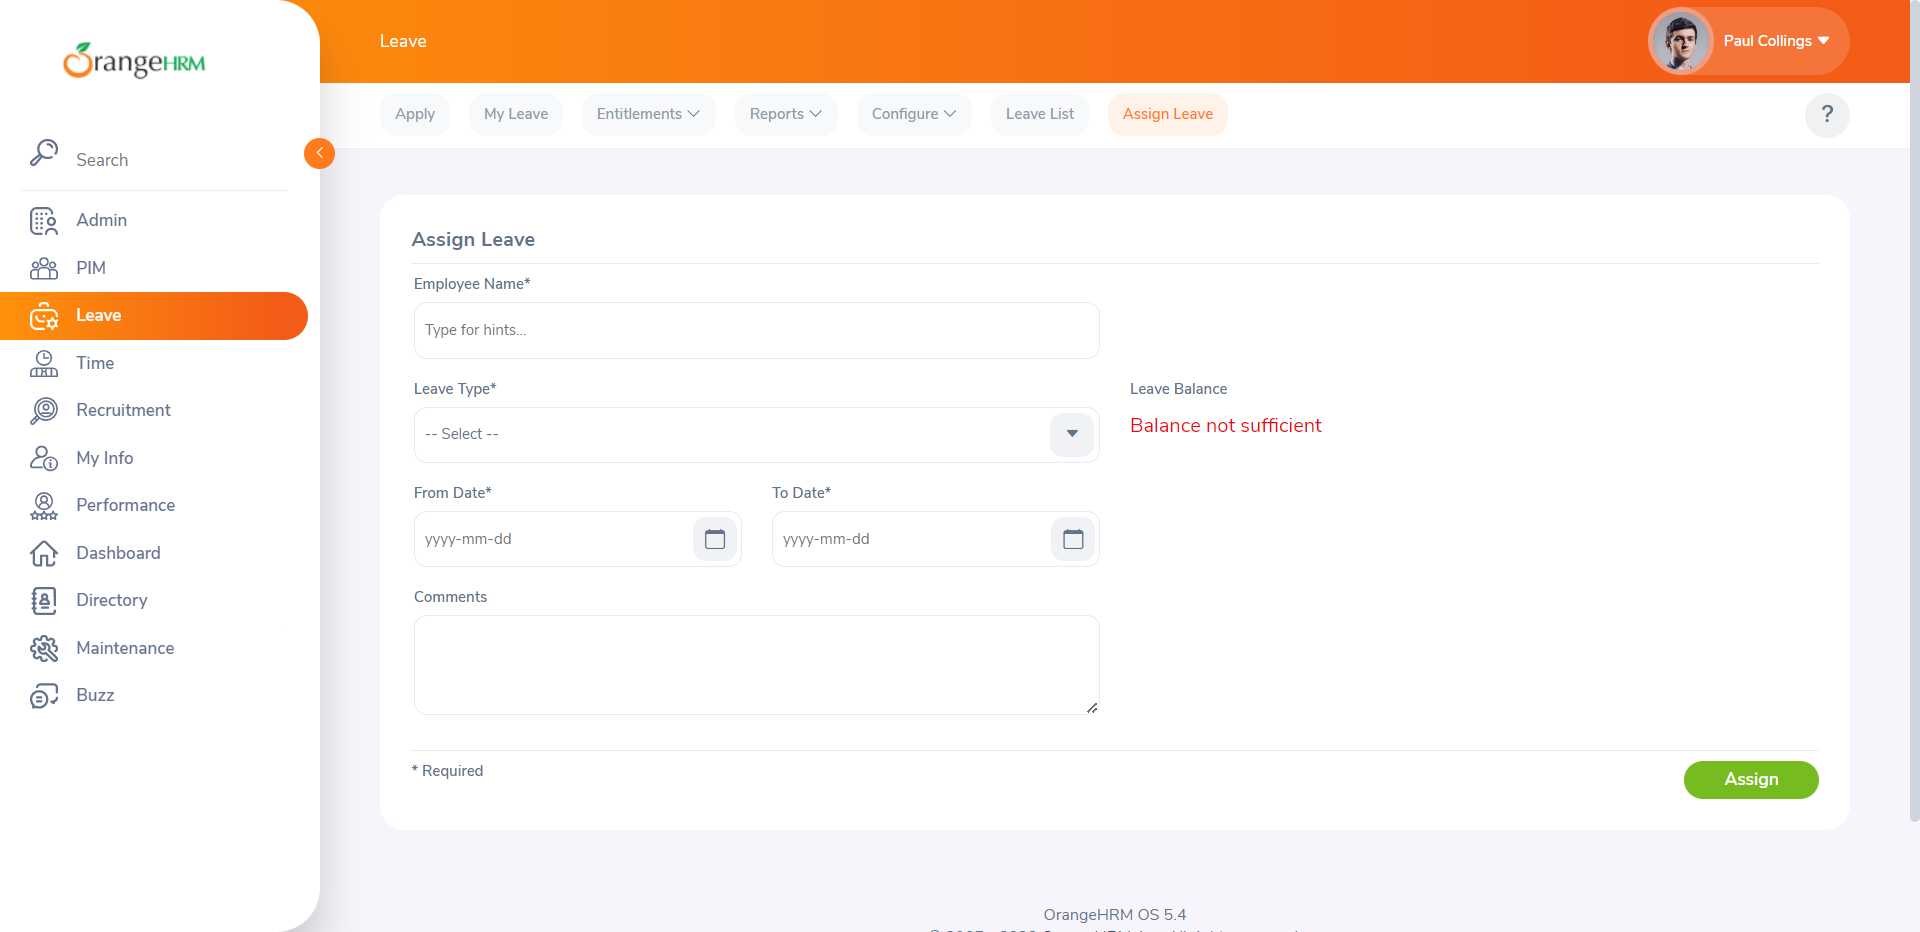 OrangeHRM
Leave
Paul Collings
Apply
My Leave
Entitlements
Reports
Configure
Leave List
Assign Leave
?
Search
Admin
PIM
Leave
Time
Recruitment
My Info
Performance
Dashboard
Directory
Maintenance
Buzz
Assign Leave
Employee Name*
Type for hints...
Leave Type*
Leave Balance
-- Select --
Balance not sufficient
From Date*
To Date*
yyyy-mm-dd
yyyy-mm-dd
Comments
* Required
Assign
OrangeHRM OS 5.4